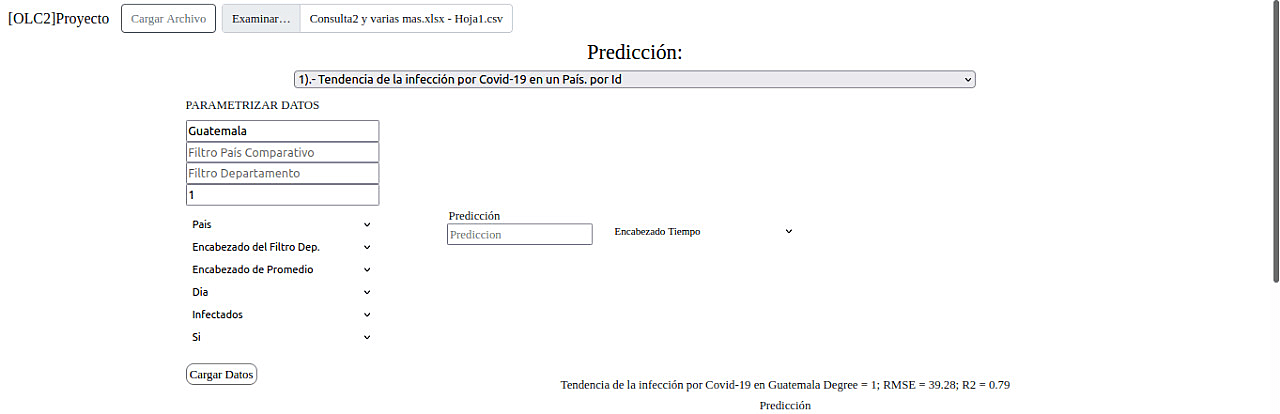 [OLC2]Proyecto Cargar Archivo Examinar… Consulta2 y varias mas.xlsx - Hoja1.csv
Predicción:
1).- Tendencia de la infección por Covid-19 en un País. por Id
PARAMETRIZAR DATOS
Guatemala
Filtro Pais Comparativo
Filtro Departamento
1
Pais
Encabezado del Filtro Dep.
Encabezado de Promedio
Dia
Infectados
Si
Predicción
Prediccion
Encabezado Tiempo
Cargar Datos
Tendencia de la infección por Covid-19 en Guatemala Degree = 1; RMSE = 39.28; R2 = 0.79
Predicción